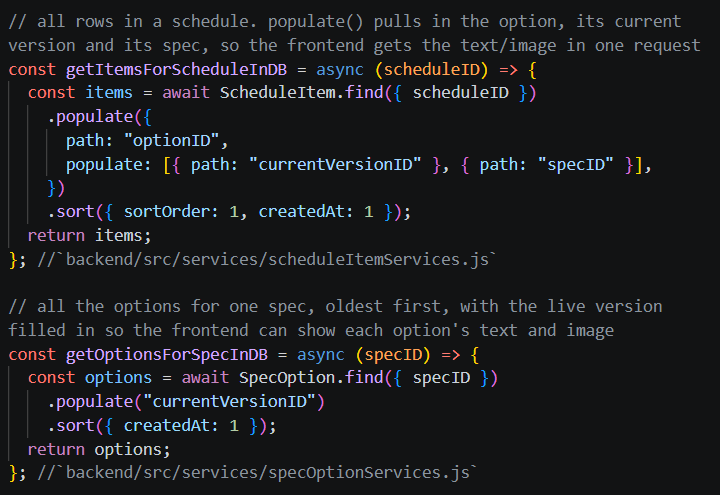 // all rows in a schedule. populate() pulls in the option, its current
version and its spec, so the frontend gets the text/image in one request
const getItemsForScheduleInDB = async (scheduleID) => {
  const items = await ScheduleItem.find({ scheduleID })
    .populate({
      path: "optionID",
      populate: [{ path: "currentVersionID" }, { path: "specID" }],
    })
    .sort({ sortOrder: 1, createdAt: 1 });
  return items;
}; //`backend/src/services/scheduleItemServices.js`

// all the options for one spec, oldest first, with the live version
filled in so the frontend can show each option's text and image
const getOptionsForSpecInDB = async (specID) => {
  const options = await SpecOption.find({ specID })
    .populate("currentVersionID")
    .sort({ createdAt: 1 });
  return options;
}; //`backend/src/services/specOptionServices.js`